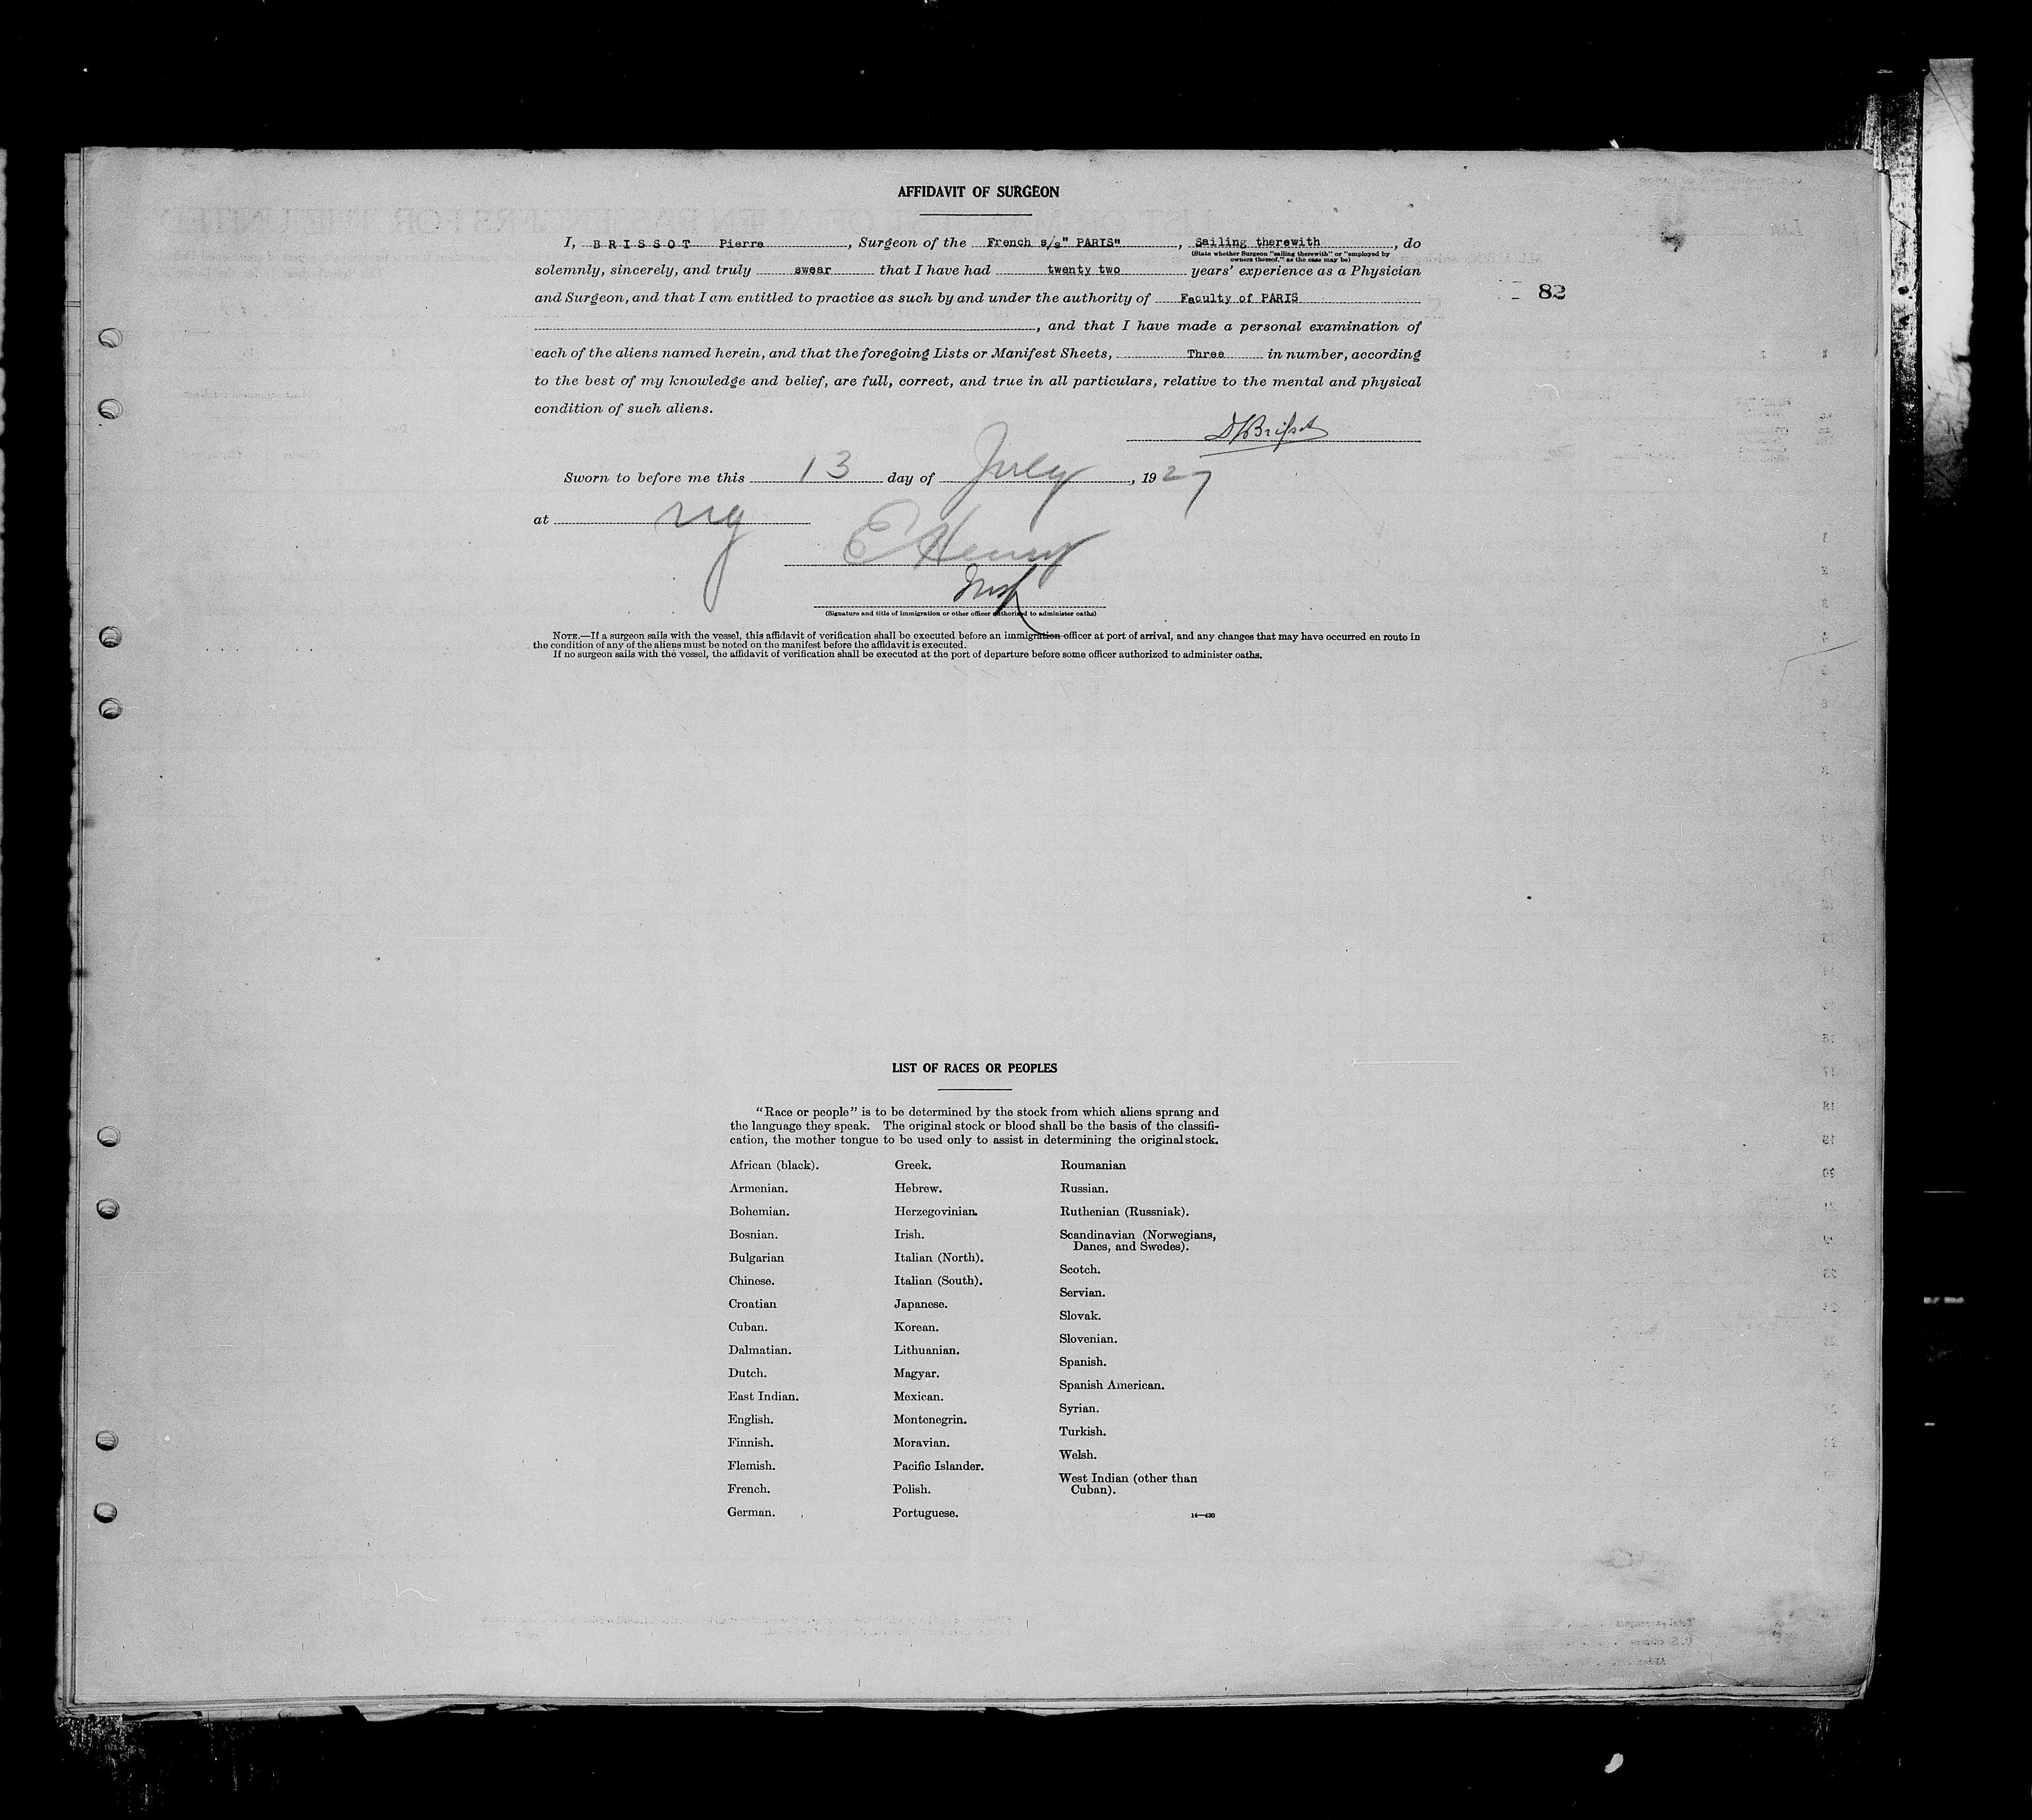 AFFIDAVIT OF SURGEON
I, BRISSOT Pierre, Surgeon of the French s/s" PARIS", Sailing therewith, do
(State whether Surgeon "sailing therewith" or "employed by
owners thereof," as the case may be)
solemnly, sincerely, and truly swear that I have had twenty two years' experience as a Physician
and Surgeon, and that I am entitled to practice as such by and under the authority of Faculty of PARIS
82
, and that I have made a personal examination of
each of the aliens named herein, and that the foregoing Lists or Manifest Sheets, Three in number, according
to the best of my knowledge and belief, are full, correct, and true in all particulars, relative to the mental and physical
condition of such aliens.
Sworn to before me this 13 day of July, 1927
at ny
E Henry
Insp
(Signature and title of immigration or other officer authorized to administer oaths)
NOTE.—If a surgeon sails with the vessel, this affidavit of verification shall be executed before an immigration officer at port of arrival, and any changes that may have occurred en route in
the condition of any of the aliens must be noted on the manifest before the affidavit is executed.
If no surgeon sails with the vessel, the affidavit of verification shall be executed at the port of departure before some officer authorized to administer oaths.
LIST OF RACES OR PEOPLES
"Race or people" is to be determined by the stock from which aliens sprang and
the language they speak. The original stock or blood shall be the basis of the classifi-
cation, the mother tongue to be used only to assist in determining the original stock.
African (black).
Armenian.
Bohemian.
Bosnian.
Bulgarian
Chinese.
Croatian
Cuban.
Dalmatian.
Dutch.
East Indian.
English.
Finnish.
Flemish.
French.
German.
Greek.
Hebrew.
Herzegovinian.
Irish.
Italian (North).
Italian (South).
Japanese.
Korean.
Lithuanian.
Magyar.
Mexican.
Montenegrin.
Moravian.
Pacific Islander.
Polish.
Portuguese.
Roumanian
Russian.
Ruthenian (Russniak).
Scandinavian (Norwegians,
Danes, and Swedes).
Scotch.
Servian.
Slovak.
Slovenian.
Spanish.
Spanish American.
Syrian.
Turkish.
Welsh.
West Indian (other than
Cuban).
14—430